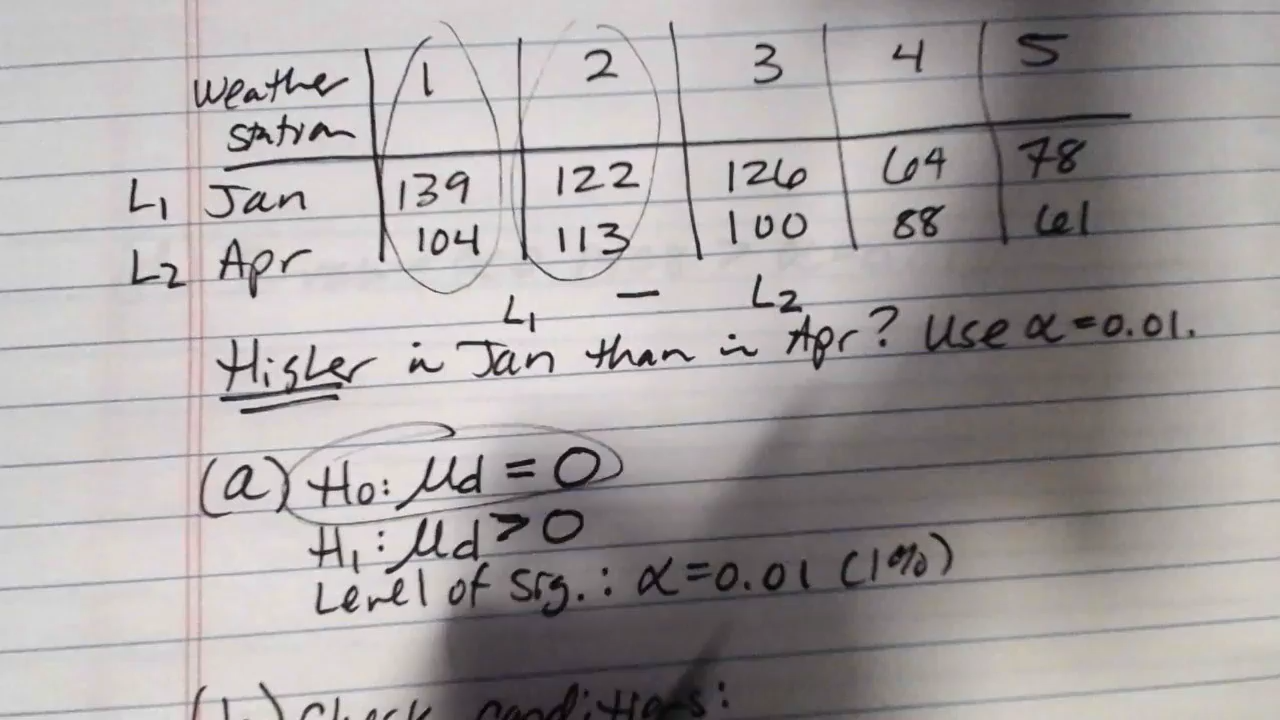 Weather 1 2 3 4 5
station
L1 Jan 139 122 126 64 78
L2 Apr 104 113 100 88 61
L1 — L2
Higher in Jan than in Apr? Use α=0.01.
(a) H0: μd = 0
H1: μd > 0
Level of sig.: α=0.01 (1%)
(b) Check conditions: